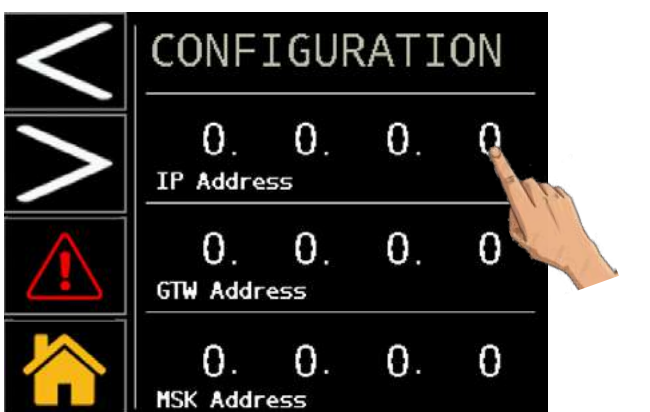 CONFIGURATION
0. 0. 0. 0
IP Address
0. 0. 0. 0
GTW Address
0. 0. 0. 0
MSK Address